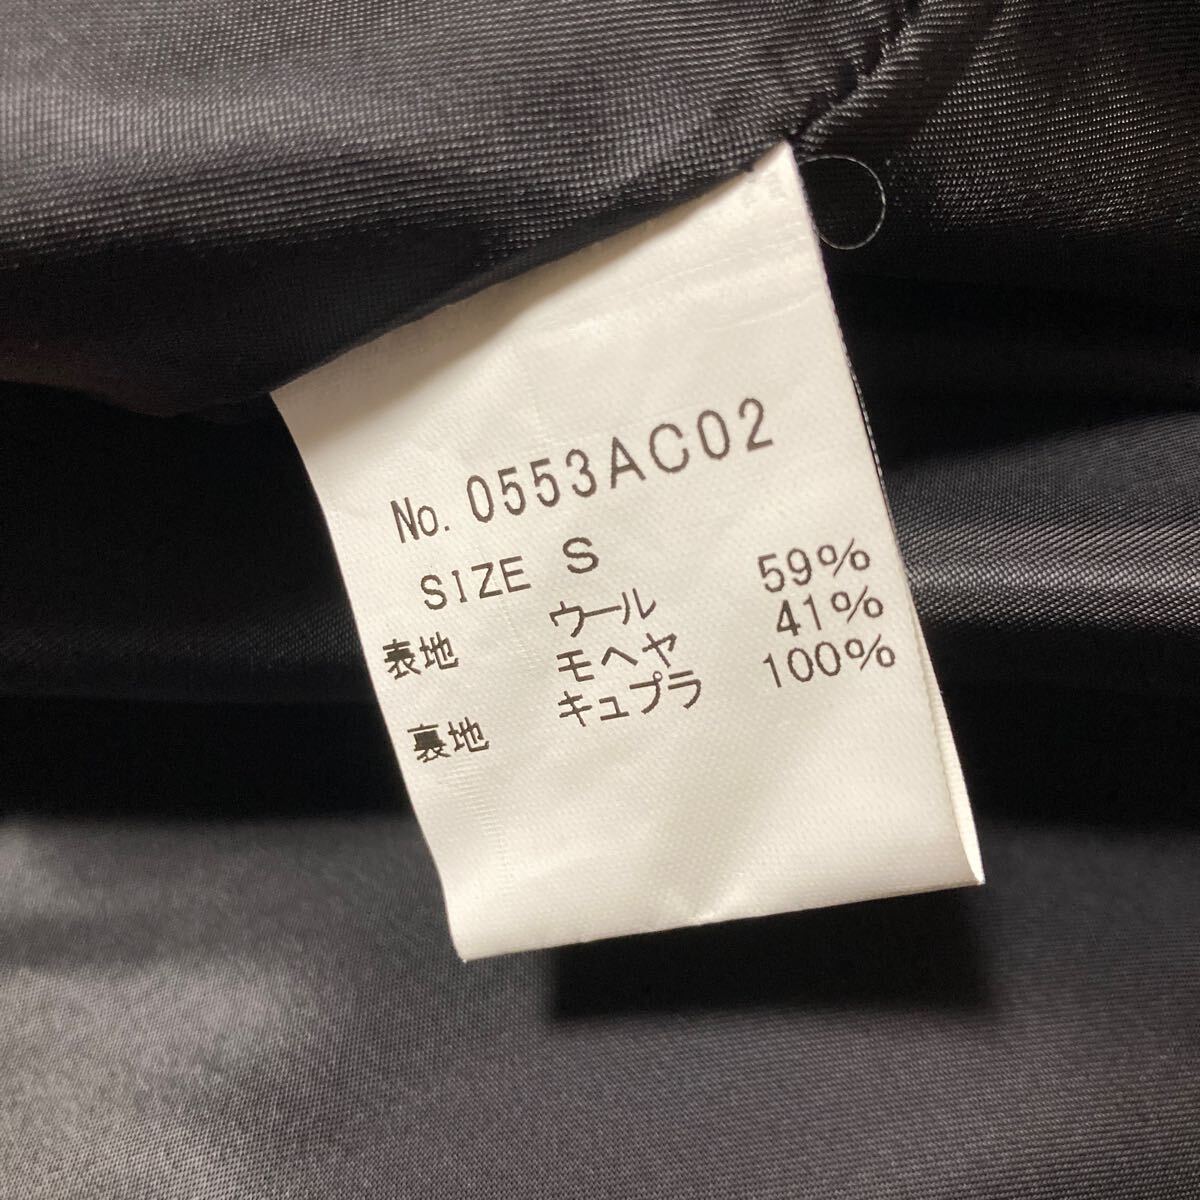 No. 0553AC02
SIZE S
表地 ウール 59%
モヘヤ 41%
裏地 キュプラ 100%